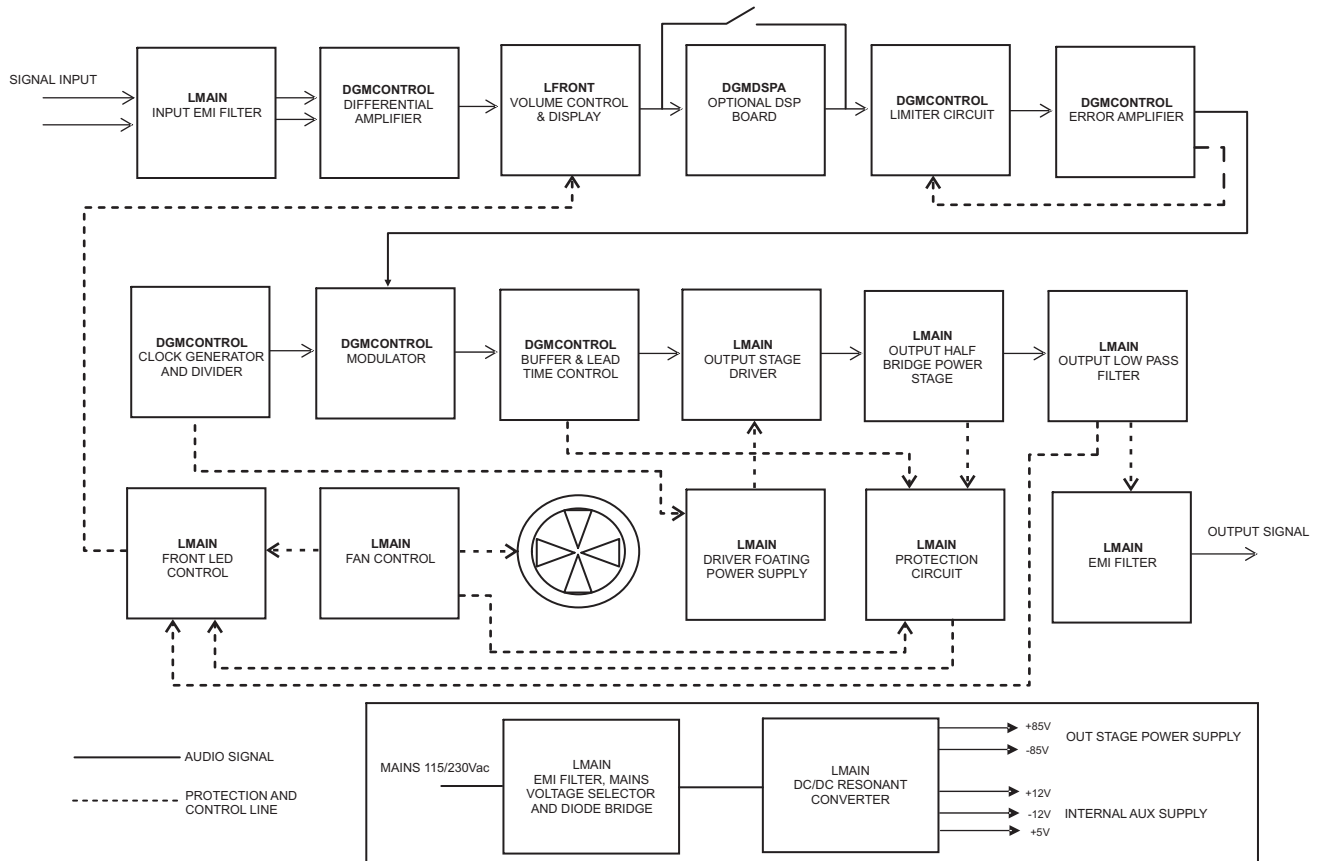 SIGNAL INPUT
LMAIN
INPUT EMI FILTER
DGMCONTROL
DIFFERENTIAL
AMPLIFIER
LFRONT
VOLUME CONTROL
& DISPLAY
DGMDSPA
OPTIONAL DSP
BOARD
DGMCONTROL
LIMITER CIRCUIT
DGMCONTROL
ERROR AMPLIFIER
DGMCONTROL
CLOCK GENERATOR
AND DIVIDER
DGMCONTROL
MODULATOR
DGMCONTROL
BUFFER & LEAD
TIME CONTROL
LMAIN
OUTPUT STAGE
DRIVER
LMAIN
OUTPUT HALF
BRIDGE POWER
STAGE
LMAIN
OUTPUT LOW PASS
FILTER
LMAIN
FRONT LED
CONTROL
LMAIN
FAN CONTROL
LMAIN
DRIVER FOATING
POWER SUPPLY
LMAIN
PROTECTION
CIRCUIT
LMAIN
EMI FILTER
OUTPUT SIGNAL
AUDIO SIGNAL
PROTECTION AND
CONTROL LINE
MAINS 115/230Vac
LMAIN
EMI FILTER, MAINS
VOLTAGE SELECTOR
AND DIODE BRIDGE
LMAIN
DC/DC RESONANT
CONVERTER
+85V
-85V
OUT STAGE POWER SUPPLY
+12V
-12V
+5V
INTERNAL AUX SUPPLY